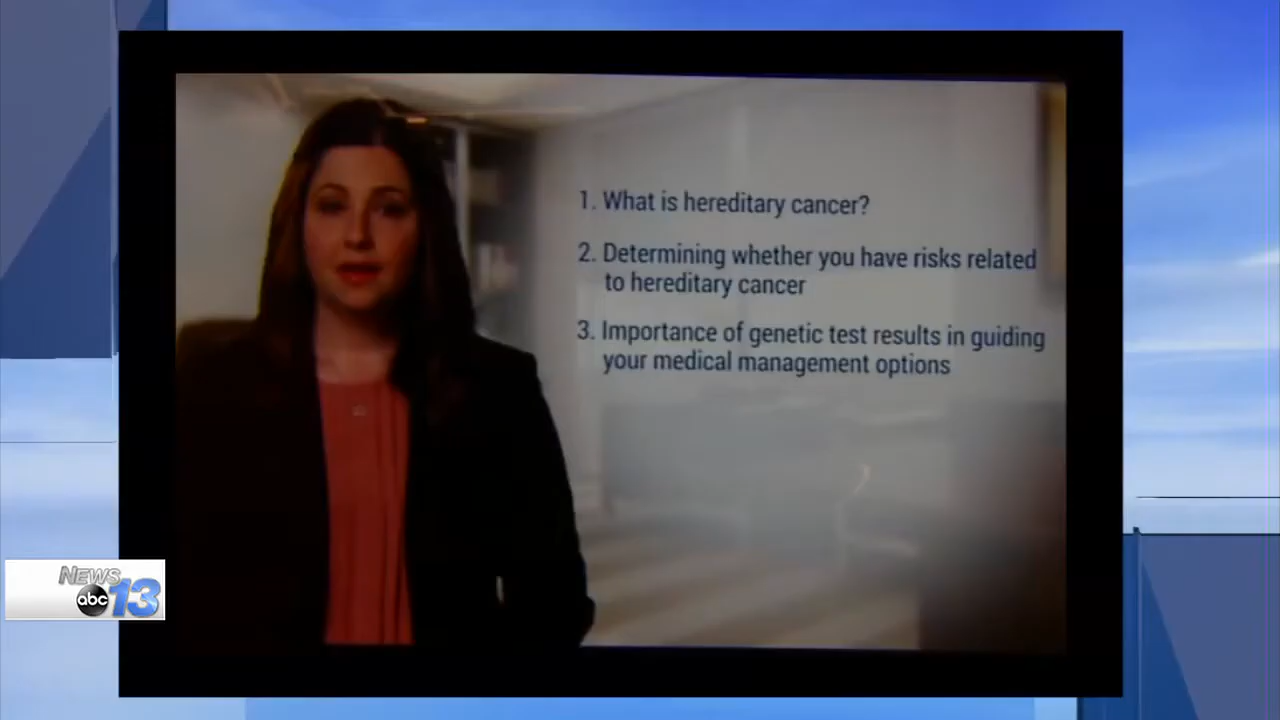 1. What is hereditary cancer?
2. Determining whether you have risks related
to hereditary cancer
3. Importance of genetic test results in guiding
your medical management options
NEWS
abc 13